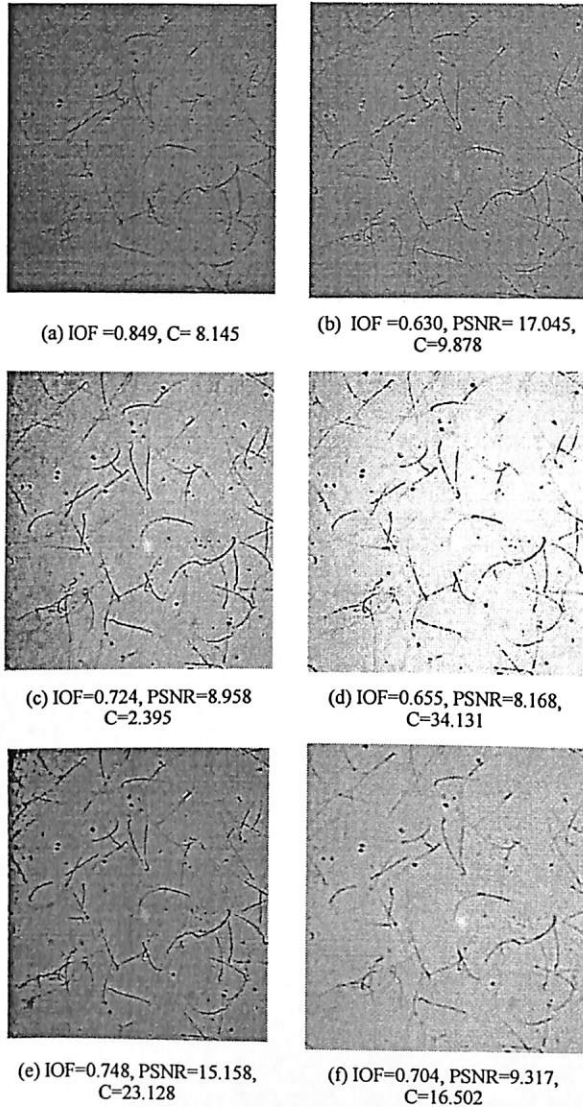 (a) IOF =0.849, C= 8.145
(b) IOF =0.630, PSNR= 17.045,
C=9.878
(c) IOF=0.724, PSNR=8.958
C=2.395
(d) IOF=0.655, PSNR=8.168,
C=34.131
(e) IOF=0.748, PSNR=15.158,
C=23.128
(f) IOF=0.704, PSNR=9.317,
C=16.502